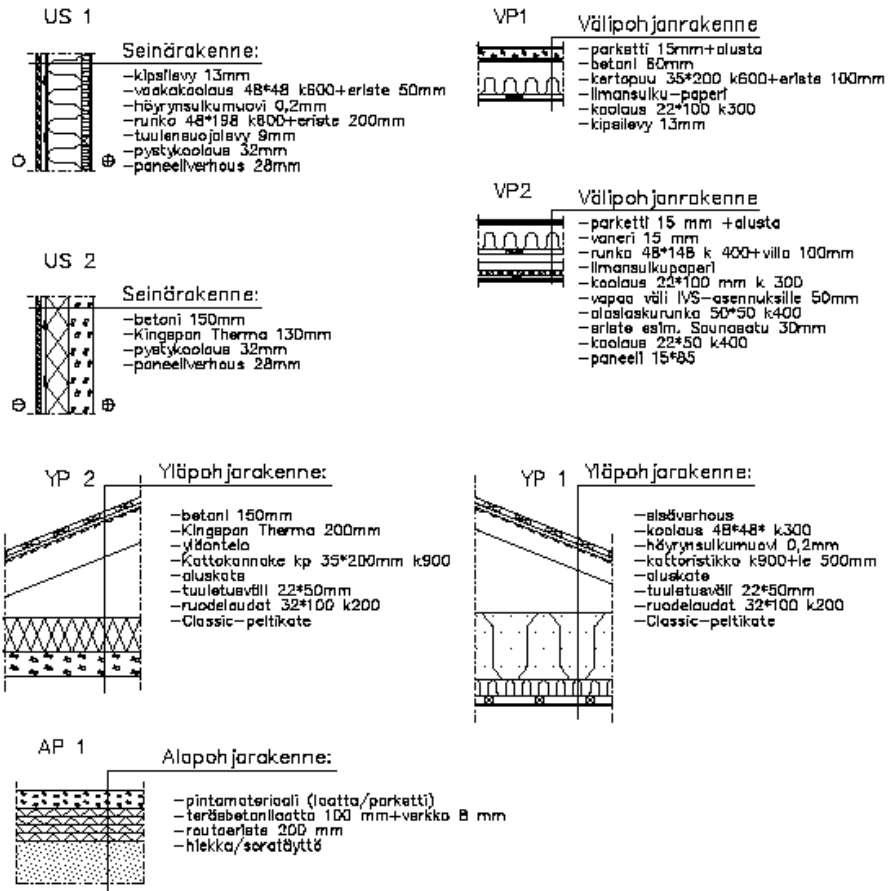 US 1
Seinärakenne:
-kipsilevy 13mm
-vaakakoolaus 48*48 k600+eriste 50mm
-höyrynsulkumuovi 0,2mm
-runko 48*198 k600+eriste 200mm
-tuulensuojalevy 9mm
-pystykoolaus 32mm
-paneeliverhous 28mm
US 2
Seinärakenne:
-betoni 150mm
-Kingspan Therma 130mm
-pystykoolaus 32mm
-paneeliverhous 28mm
VP1
Välipohjanrakenne
-parketti 15mm+alusta
-betoni 60mm
-kertopuu 35*200 k600+eriste 100mm
-ilmansulku-paperi
-koolaus 22*100 k300
-kipsilevy 13mm
VP2
Välipohjanrakenne
-parketti 15 mm +alusta
-vaneri 15 mm
-runko 48*148 k 400+villa 100mm
-ilmansulkupaperi
-koolaus 22*100 mm k 300
-vapaa väli IVS-asennuksille 50mm
-alaslaskurunko 50*50 k400
-eriste esim. Saunasatu 30mm
-koolaus 22*50 k400
-paneeli 15*85
YP 2
Yläpohjarakenne:
-betoni 150mm
-Kingspan Therma 200mm
-yläontelo
-Kattokannake kp 35*200mm k900
-aluskate
-tuuletusväli 22*50mm
-ruodelaudat 32*100 k200
-Classic-peltikate
YP 1
Yläpohjarakenne:
-sisäverhous
-koolaus 48*48* k300
-höyrynsulkumuovi 0,2mm
-kattoristikko k900+le 500mm
-aluskate
-tuuletusväli 22*50mm
-ruodelaudat 32*100 k200
-Classic-peltikate
AP 1
Alapohjarakenne:
-pintamateriaali (laatta/parketti)
-teräsbetonilaatta 100 mm+verkko 8 mm
-routaeriste 200 mm
-hiekka/soratäyttö